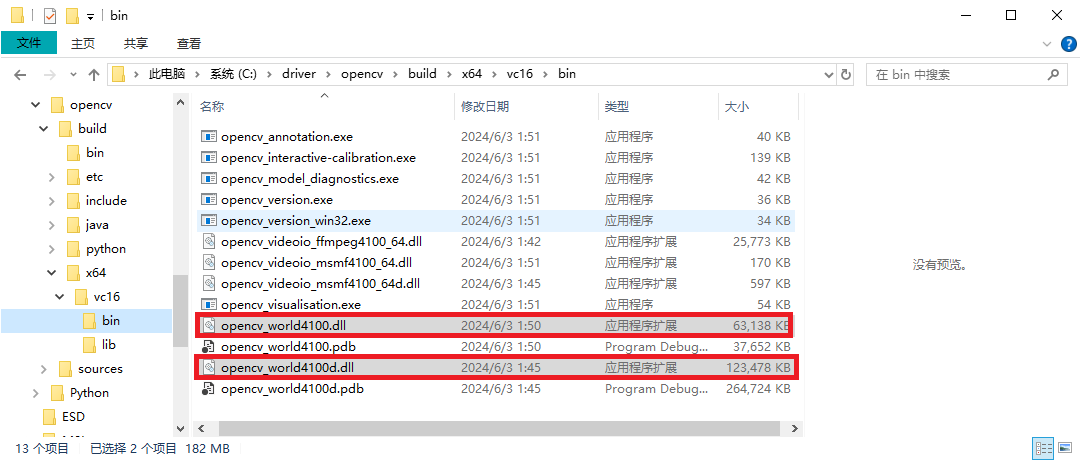 bin
文件 主页 共享 查看
此电脑 系统 (C:) driver opencv build x64 vc16 bin 在 bin 中搜索
opencv
build
bin
etc
include
java
python
x64
vc16
bin
lib
sources
Python
ESD
名称 修改日期 类型 大小
opencv_annotation.exe 2024/6/3 1:51 应用程序 40 KB
opencv_interactive-calibration.exe 2024/6/3 1:51 应用程序 139 KB
opencv_model_diagnostics.exe 2024/6/3 1:51 应用程序 42 KB
opencv_version.exe 2024/6/3 1:51 应用程序 36 KB
opencv_version_win32.exe 2024/6/3 1:51 应用程序 34 KB
opencv_videoio_ffmpeg4100_64.dll 2024/6/3 1:42 应用程序扩展 25,773 KB
opencv_videoio_msmf4100_64.dll 2024/6/3 1:51 应用程序扩展 170 KB
opencv_videoio_msmf4100_64d.dll 2024/6/3 1:45 应用程序扩展 597 KB
opencv_visualisation.exe 2024/6/3 1:51 应用程序 54 KB
opencv_world4100.dll 2024/6/3 1:50 应用程序扩展 63,138 KB
opencv_world4100.pdb 2024/6/3 1:50 Program Debug... 37,652 KB
opencv_world4100d.dll 2024/6/3 1:45 应用程序扩展 123,478 KB
opencv_world4100d.pdb 2024/6/3 1:45 Program Debug... 264,724 KB
没有预览。
13 个项目 已选择 2 个项目 182 MB